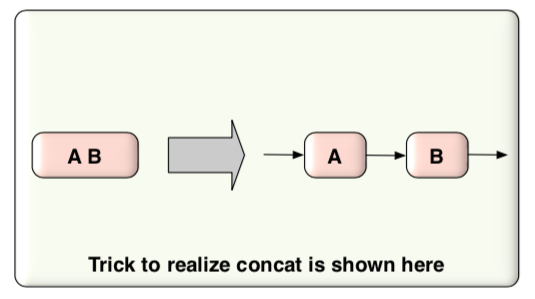 A B
A
B
Trick to realize concat is shown here